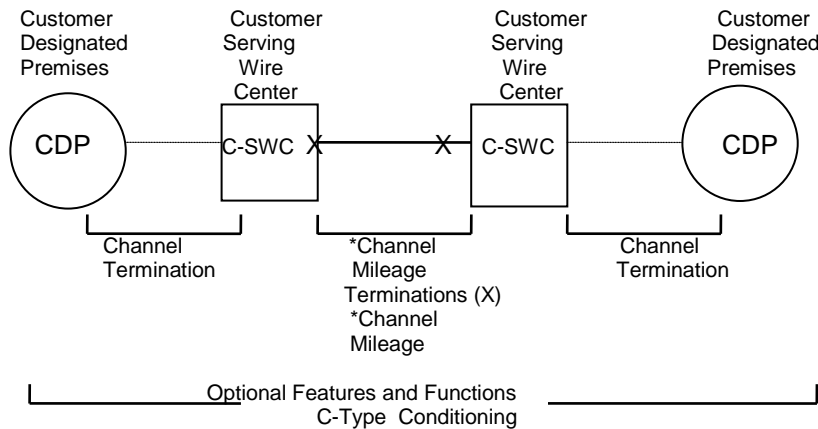 Customer
Designated
Premises
Customer
Serving
Wire
Center
Customer
Serving
Wire
Center
Customer
Designated
Premises
CDP
C-SWC
X
X
C-SWC
CDP
Channel
Termination
*Channel
Mileage
Terminations (X)
*Channel
Mileage
Channel
Termination
Optional Features and Functions
C-Type Conditioning